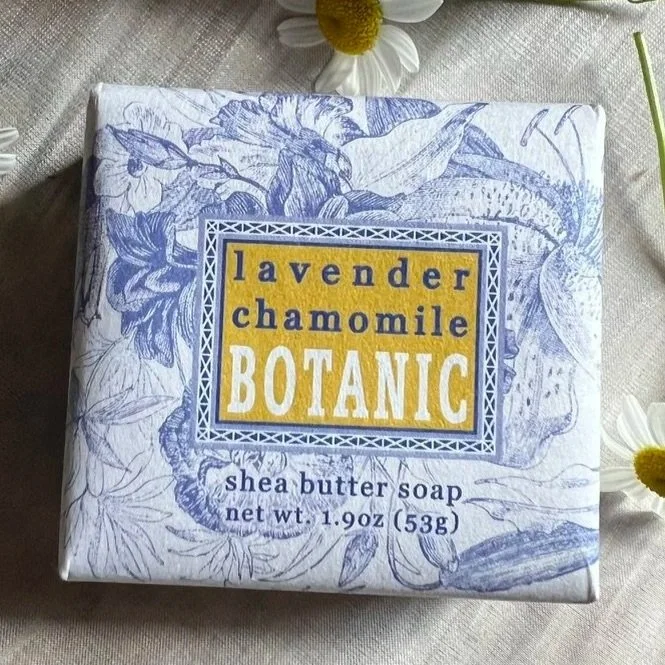 lavender
chamomile
BOTANIC
shea butter soap
net wt. 1.9oz (53g)